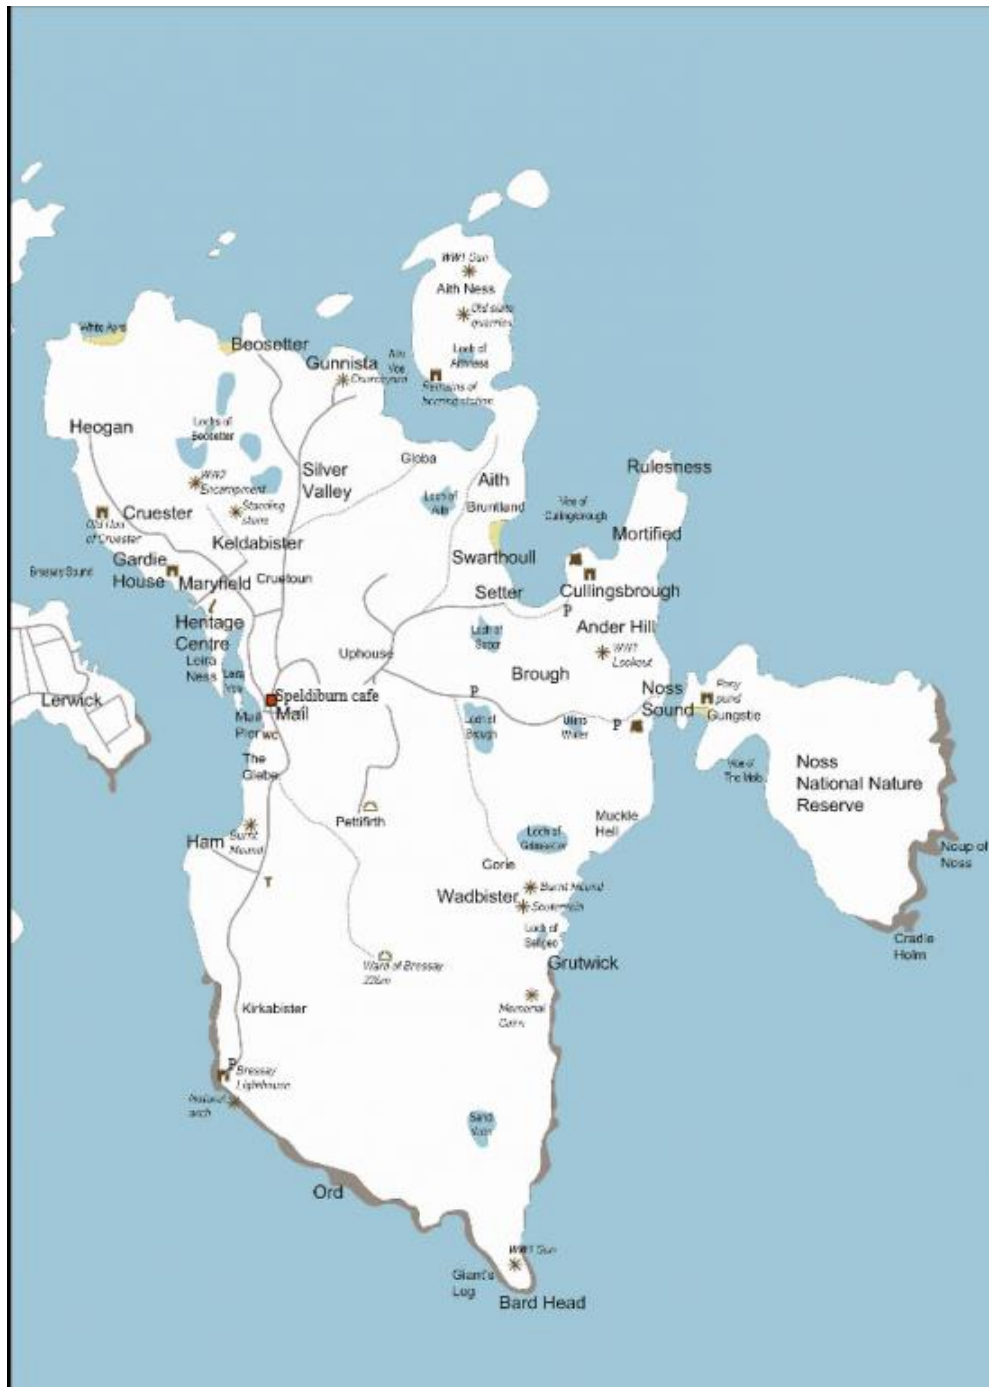 WW1 Gun
Aith Ness
Old slate
quarries
White Ayre
Beosetter
Gunnista
Churchyard
Voe
Loch of
Aithness
Remains of
herring station
Heogan
Lochs of
Beosetter
Globa
Silver
Valley
Aith
Rulesness
WW2
Encampment
Loch of
Aith
Bruntland
Voe of
Cullingsbrough
Cruester
Standing
stone
Old Haa
of Cruester
Mortified
Keldabister
Swarthoull
Gardie
House
Bressay Sound
Maryfield
Cruetoun
Setter
Cullingsbrough
P
Heritage
Centre
Loch of
Setter
Ander Hill
WW1
Lookout
Leira
Ness
Uphouse
Brough
Lerwick
Leira
Voe
Speldiburn cafe
Mail
P
Noss
Sound
Pony
pund
Gungstie
Mail
Pier
WC
Loch of
Brough
Ullins
Water
P
The
Glebe
Voe of
The Mels
Noss
National Nature
Reserve
Pettifirth
Ham
Burnt
Mound
Muckle
Hell
Loch of
Grimsetter
Noup of
Noss
Gorie
T
Wadbister
Burnt Mound
Souterrain
Loch of
Seligeo
Cradle
Holm
Ward of Bressay
226m
Grutwick
Memorial
Cairn
Kirkabister
P
Bressay
Lighthouse
Natural
arch
Sand
Vatn
Ord
WW1 Gun
Giant's
Leg
Bard Head